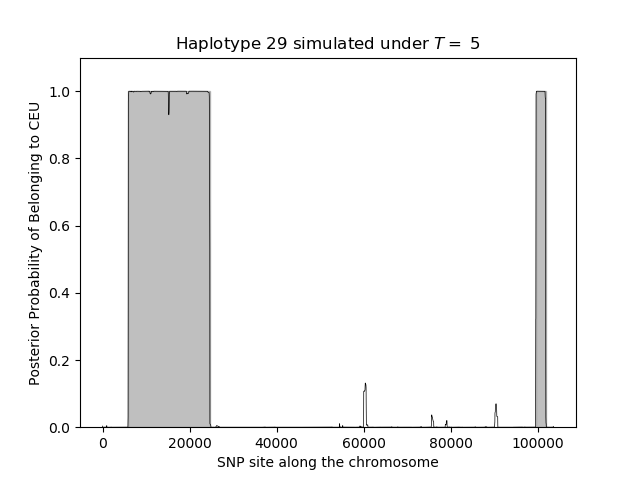 Haplotype 29 simulated under T = 5
Posterior Probability of Belonging to CEU
1.0
0.8
0.6
0.4
0.2
0.0
0 20000 40000 60000 80000 100000
SNP site along the chromosome